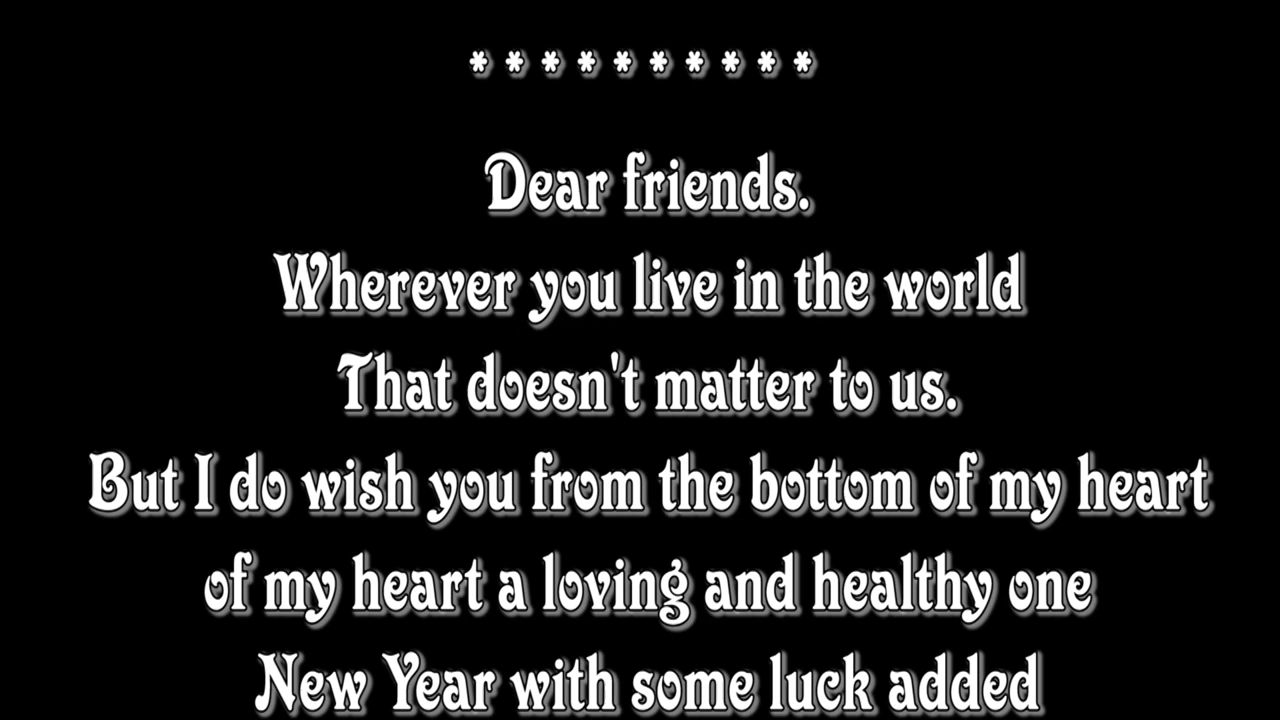 * * * * * * * * * *
Dear friends.
Wherever you live in the world
That doesn't matter to us.
But I do wish you from the bottom of my heart
of my heart a loving and healthy one
New Year with some luck added